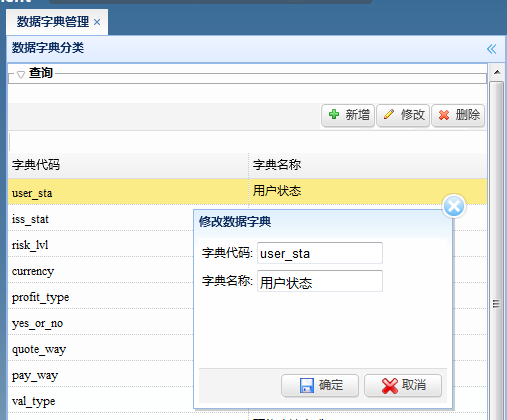 数据字典管理
数据字典分类
查询
新增 修改 删除
字典代码 字典名称
user_sta 用户状态
iss_stat
risk_lvl
currency
profit_type
yes_or_no
quote_way
pay_way
val_type
修改数据字典
字典代码: user_sta
字典名称: 用户状态
确定 取消